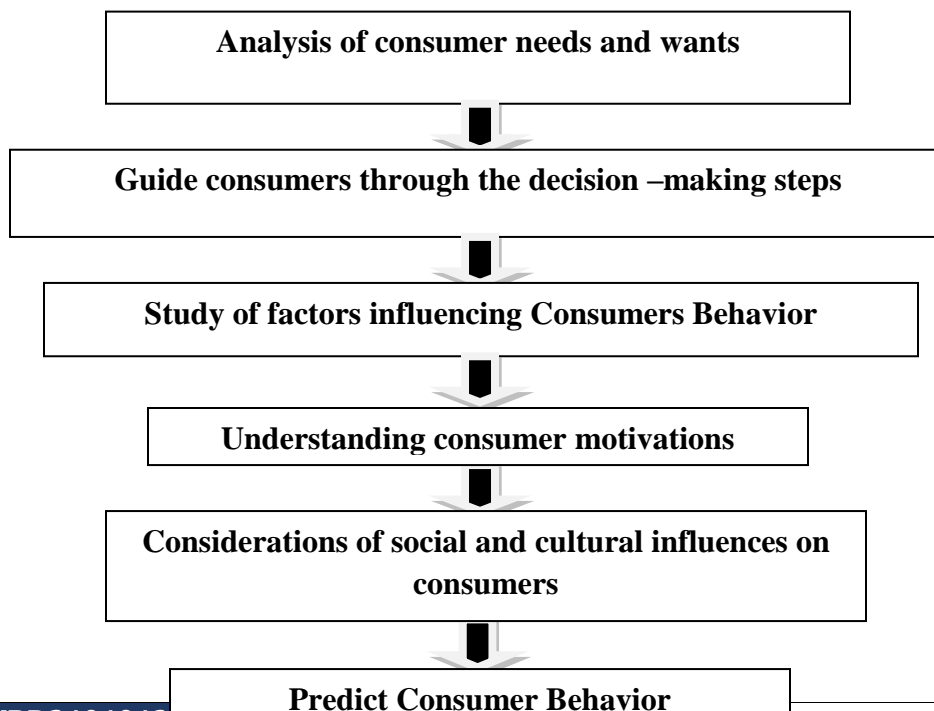 Analysis of consumer needs and wants
Guide consumers through the decision –making steps
Study of factors influencing Consumers Behavior
Understanding consumer motivations
Considerations of social and cultural influences on
consumers
Predict Consumer Behavior